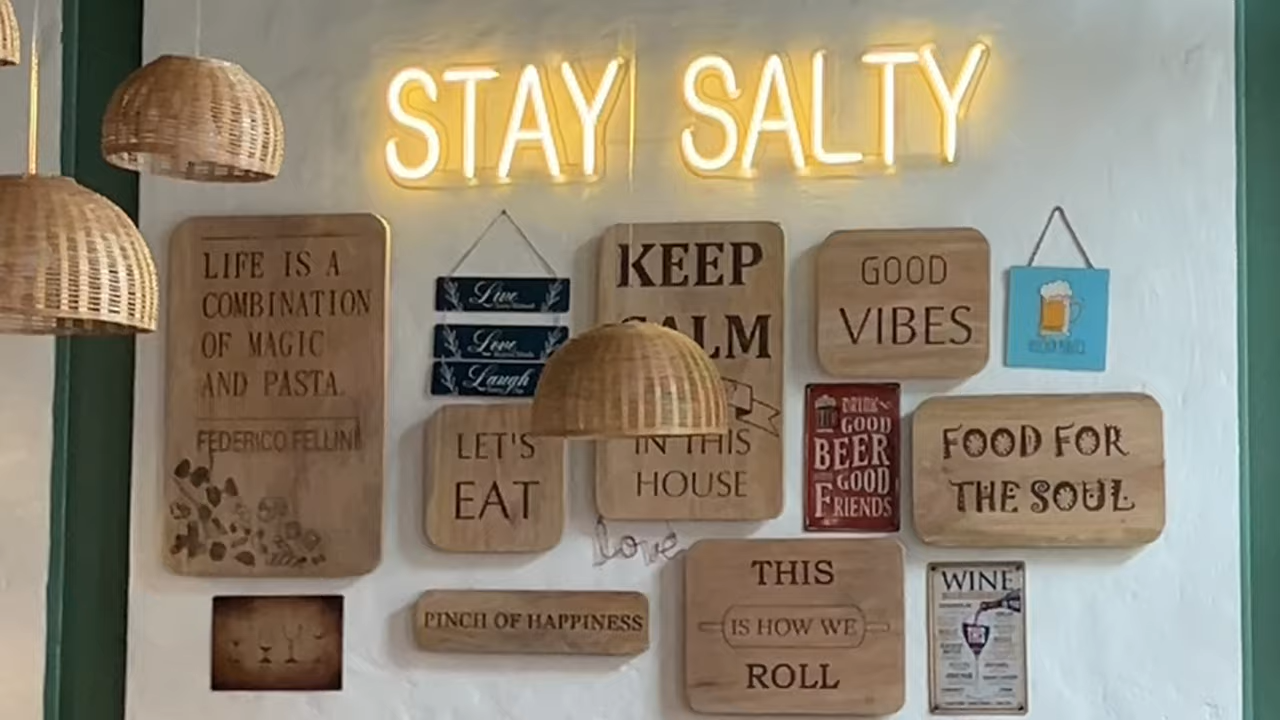 STAY SALTY
LIFE IS A
COMBINATION
OF MAGIC
AND PASTA.
FEDERICO FELLINI
Live
Love
Laugh
LET'S
EAT
KEEP
CALM
IN THIS
HOUSE
GOOD
VIBES
DRINK
GOOD
BEER
GOOD
FRIENDS
FOOD FOR
THE SOUL
love
PINCH OF HAPPINESS
THIS
IS HOW WE
ROLL
WINE